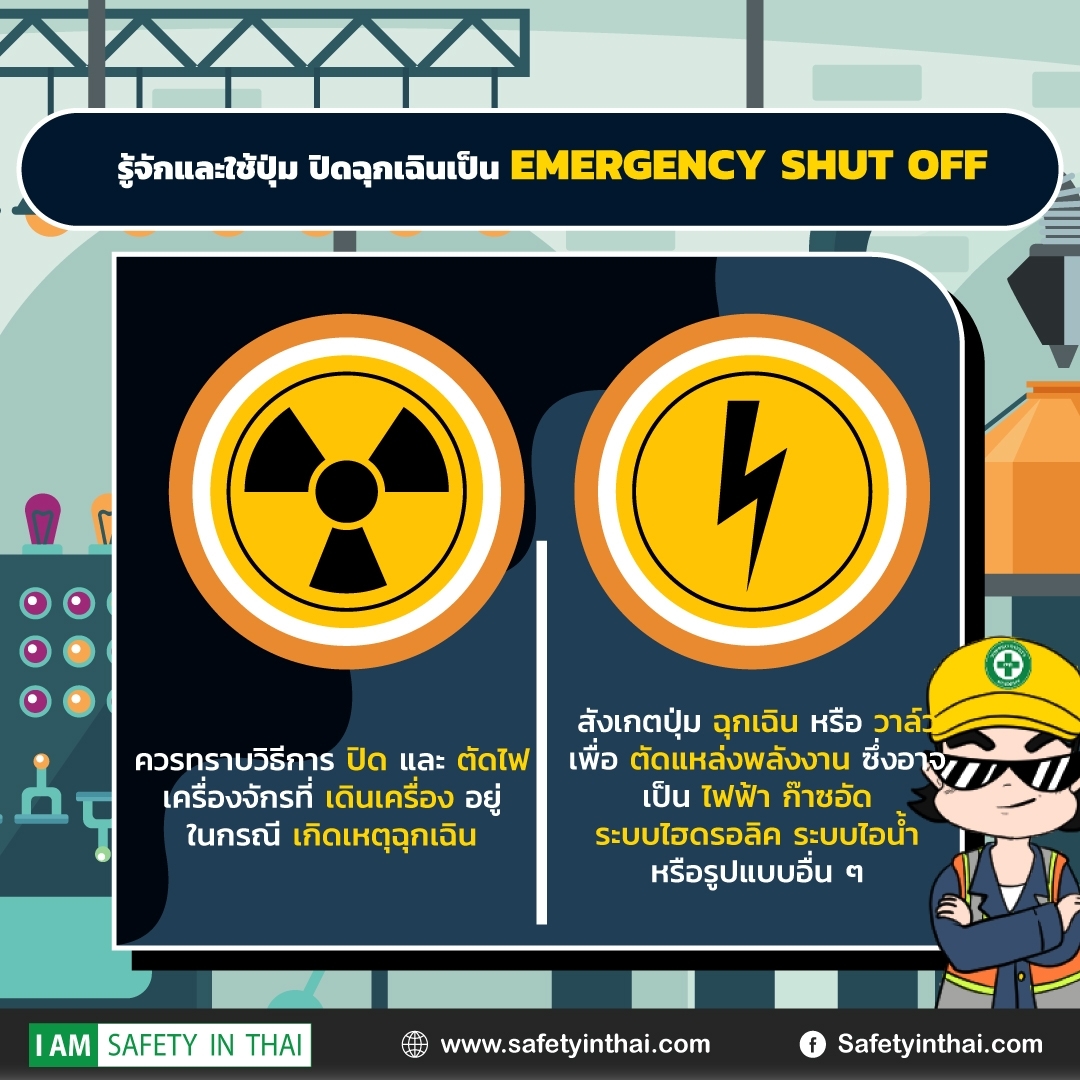 รู้จักและใช้ปุ่ม ปิดฉุกเฉินเป็น EMERGENCY SHUT OFF
ควรทราบวิธีการ ปิด และ ตัดไฟ
เครื่องจักรที่ เดินเครื่อง อยู่
ในกรณี เกิดเหตุฉุกเฉิน
สังเกตปุ่ม ฉุกเฉิน หรือ วาล์ว
เพื่อ ตัดแหล่งพลังงาน ซึ่งอาจ
เป็น ไฟฟ้า ก๊าซอัด
ระบบไฮดรอลิค ระบบไอน้ำ
หรือรูปแบบอื่น ๆ
I AM SAFETY IN THAI
www.safetyinthai.com
Safetyinthai.com